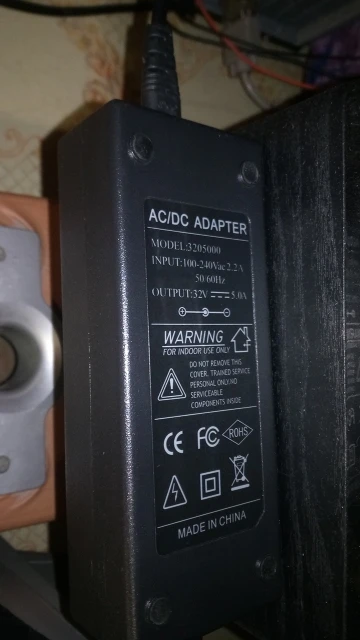 AC/DC ADAPTER
MODEL:3205000
INPUT:100-240Vac 2.2A
50/60Hz
OUTPUT:32V ⎓ 5.0A
WARNING
FOR INDOOR USE ONLY
DO NOT REMOVE THIS
COVER. TRAINED SERVICE
PERSONAL ONLY.NO
SERVICEABLE
COMPONENTS INSIDE
CE FC ROHS
MADE IN CHINA